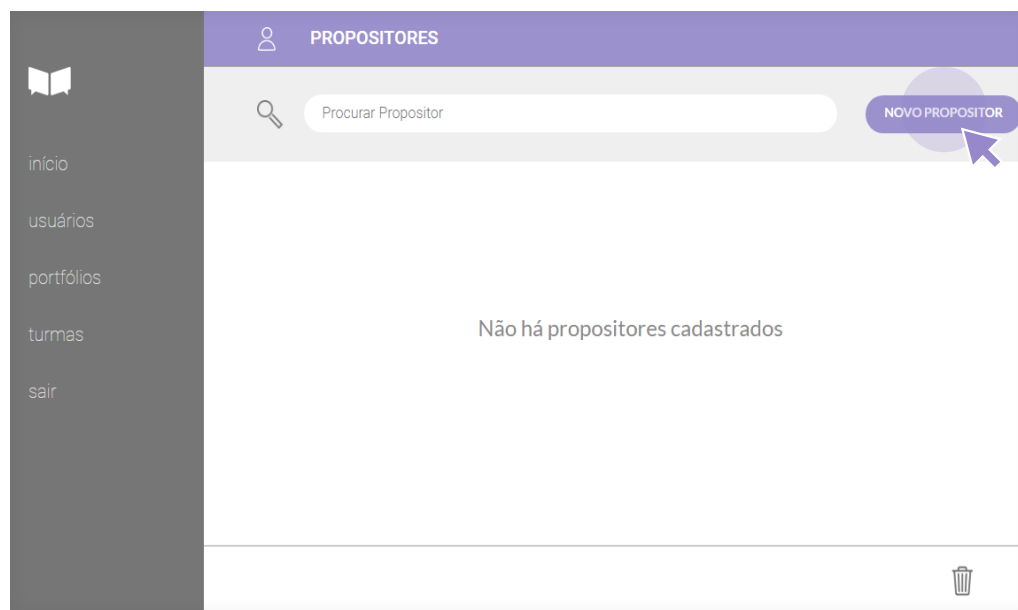 PROPOSITORES
Procurar Propositor
NOVO PROPOSITOR
início
usuários
portfólios
turmas
sair
Não há propositores cadastrados